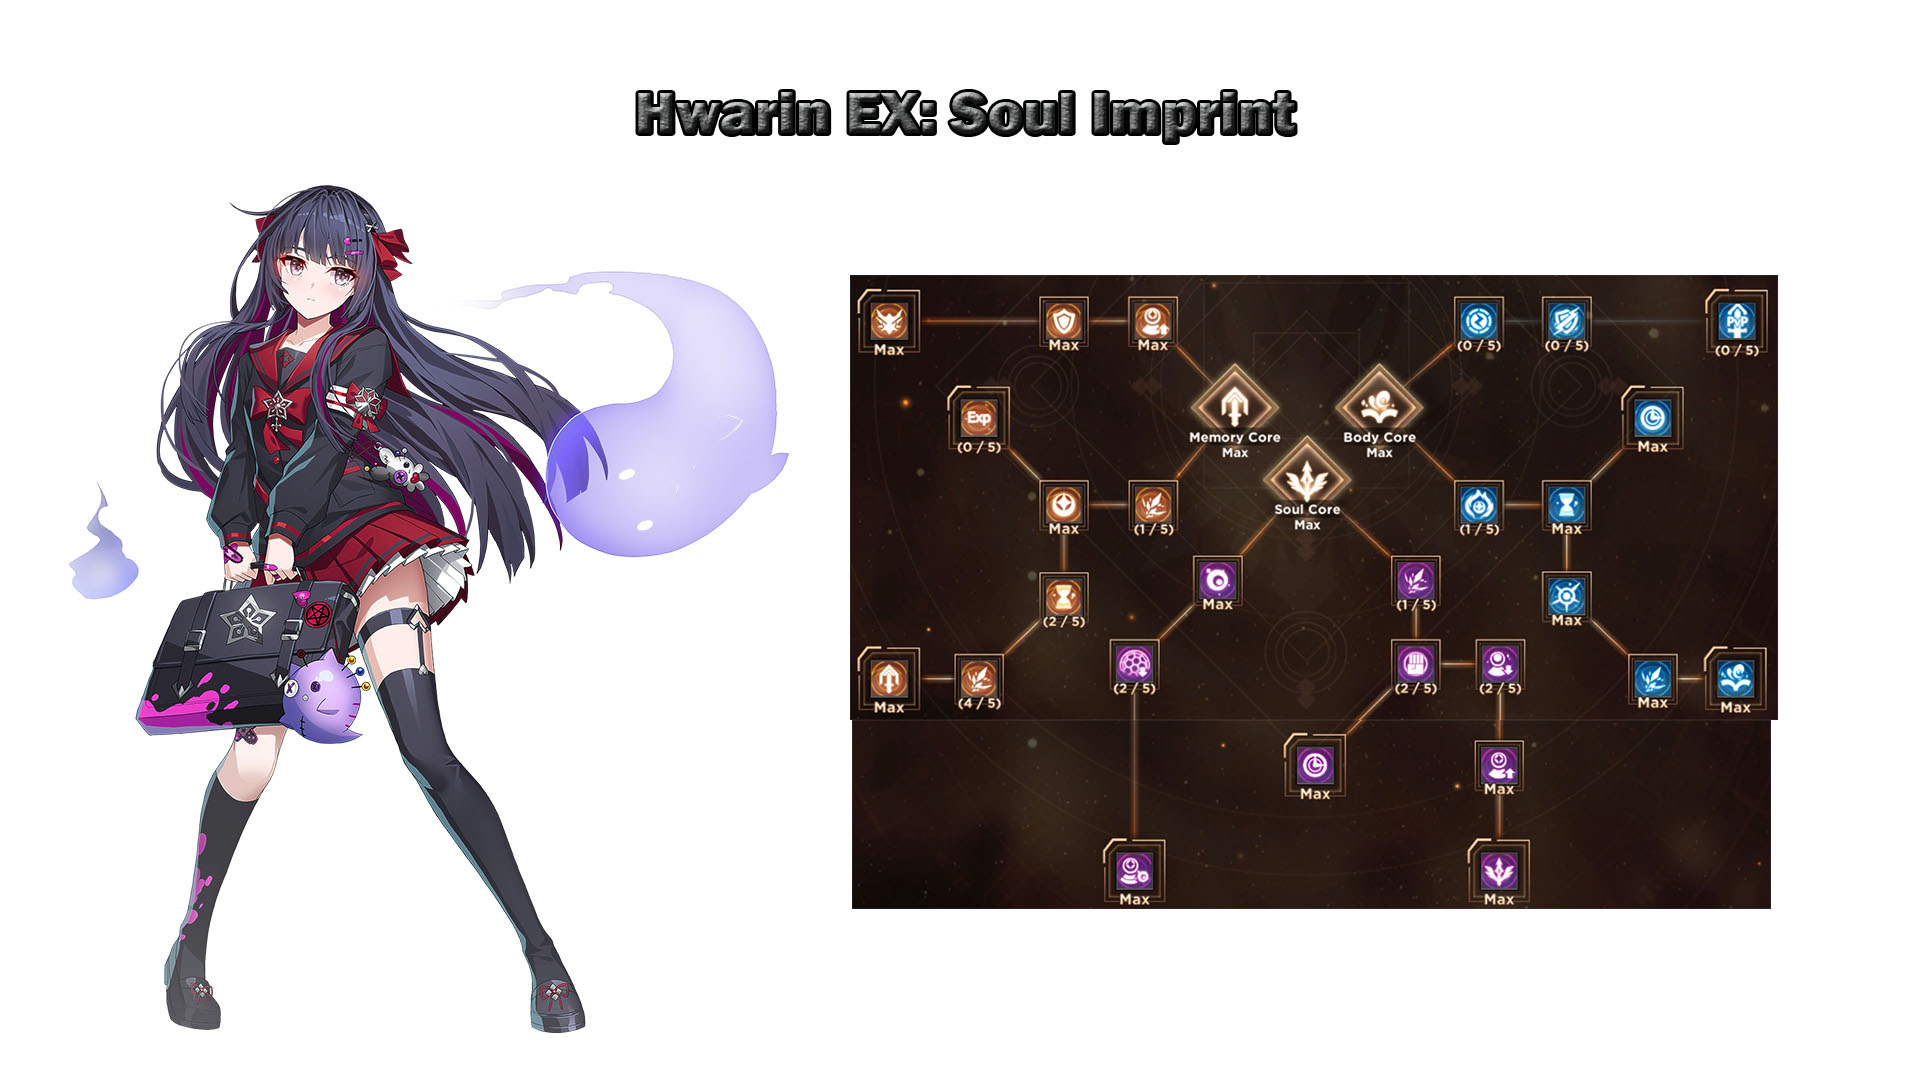 Hwarin EX: Soul Imprint
Max
Max
Max
(0 / 5)
(0 / 5)
PVP
(0 / 5)
Exp
(0 / 5)
Memory Core
Max
Body Core
Max
Max
Soul Core
Max
Max
(1 / 5)
(1 / 5)
Max
(2 / 5)
Max
(1 / 5)
Max
Max
(4 / 5)
(2 / 5)
(2 / 5)
(2 / 5)
Max
Max
Max
Max
Max
Max